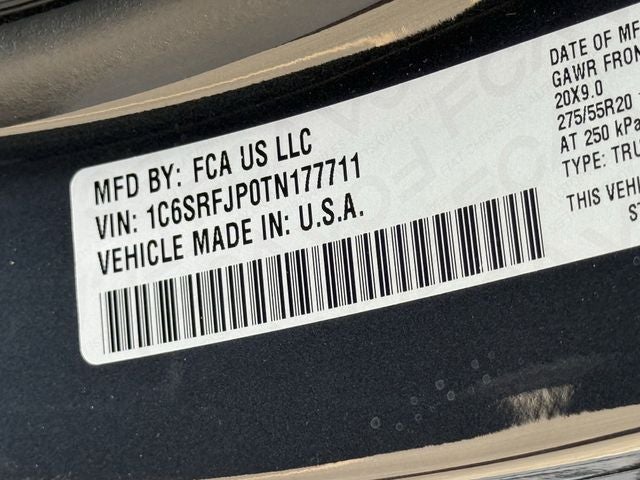 MFD BY: FCA US LLC
VIN: 1C6SRFJP0TN177711
VEHICLE MADE IN: U.S.A.
DATE OF MF
GAWR FRON
20X9.0
275/55R20
AT 250 kPa
TYPE: TRU
THIS VEHI
ST